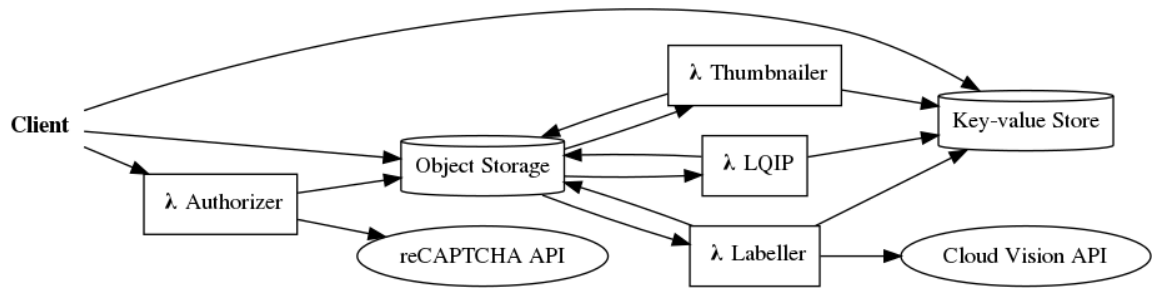 λ Thumbnailer
Key-value Store
Client
Object Storage
λ LQIP
λ Authorizer
reCAPTCHA API
λ Labeller
Cloud Vision API